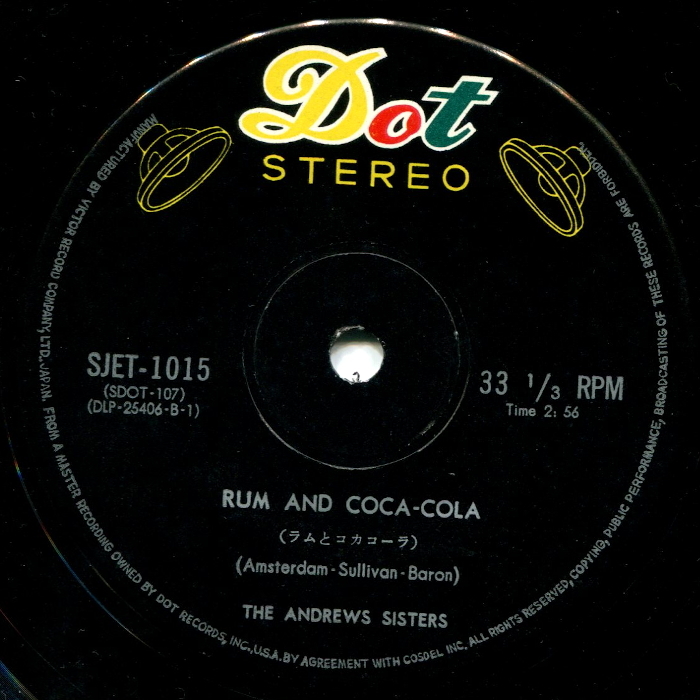 Dot
STEREO
SJET-1015
(SDOT-107)
(DLP-25406-B-1)
33 1/3 RPM
Time 2: 56
RUM AND COCA-COLA
(ラムとコカコーラ)
(Amsterdam-Sullivan-Baron)
THE ANDREWS SISTERS
MANUFACTURED BY VICTOR RECORD COMPANY, LTD. JAPAN. FROM A MASTER RECORDING OWNED BY DOT RECORDS, INC., U.S.A. BY AGREEMENT WITH COSDEL INC. ALL RIGHTS RESERVED, COPYING, PUBLIC PERFORMANCE, BROADCASTING OF THESE RECORDS ARE FORBIDDEN.